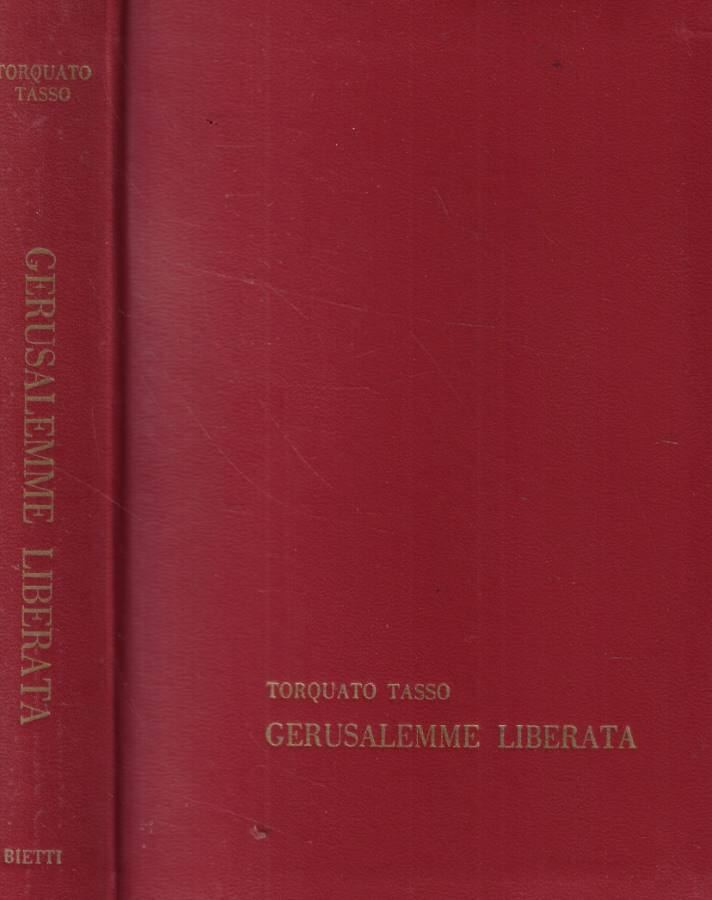 TORQUATO
TASSO
GERUSALEMME LIBERATA
BIETTI
TORQUATO TASSO
GERUSALEMME LIBERATA